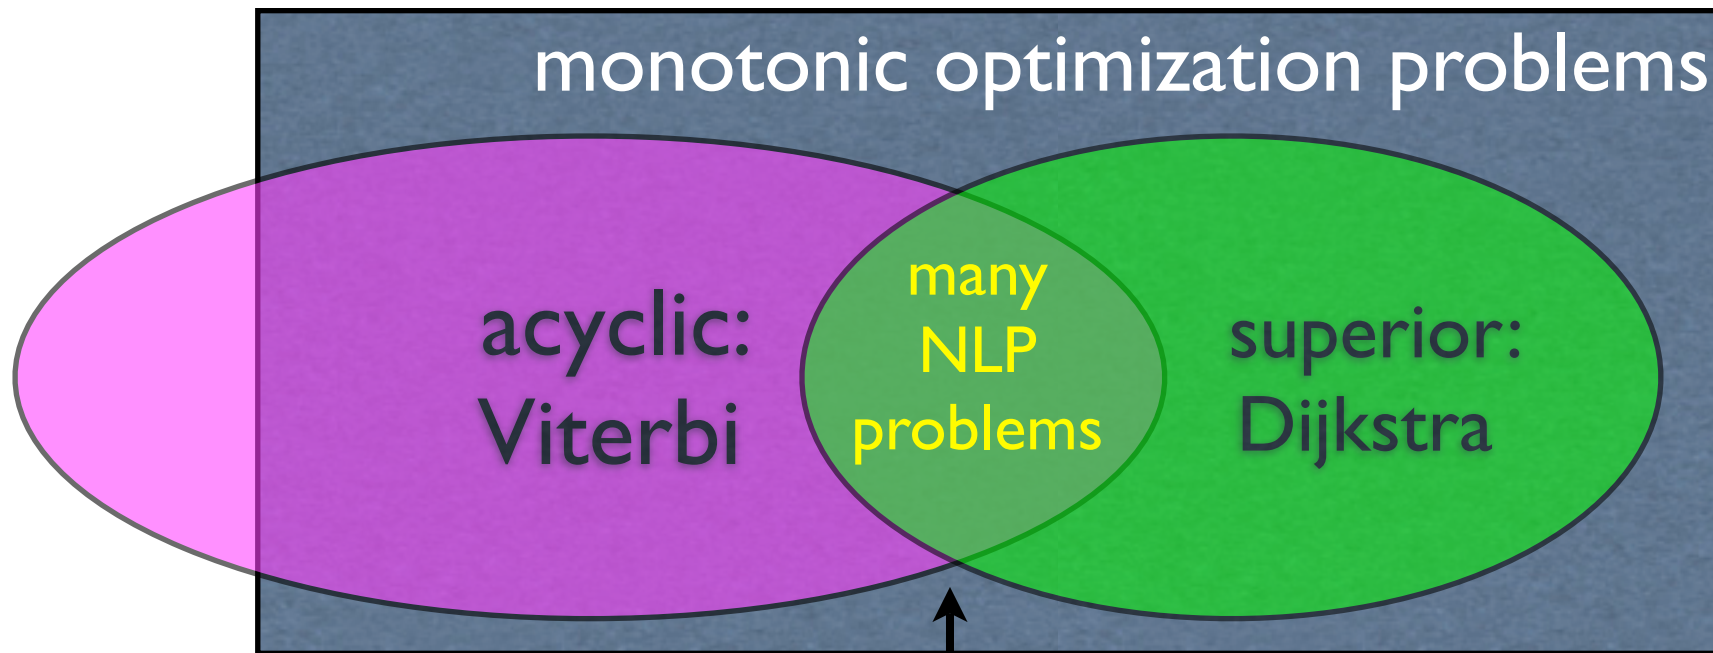 monotonic optimization problems
acyclic:
Viterbi
many
NLP
problems
superior:
Dijkstra